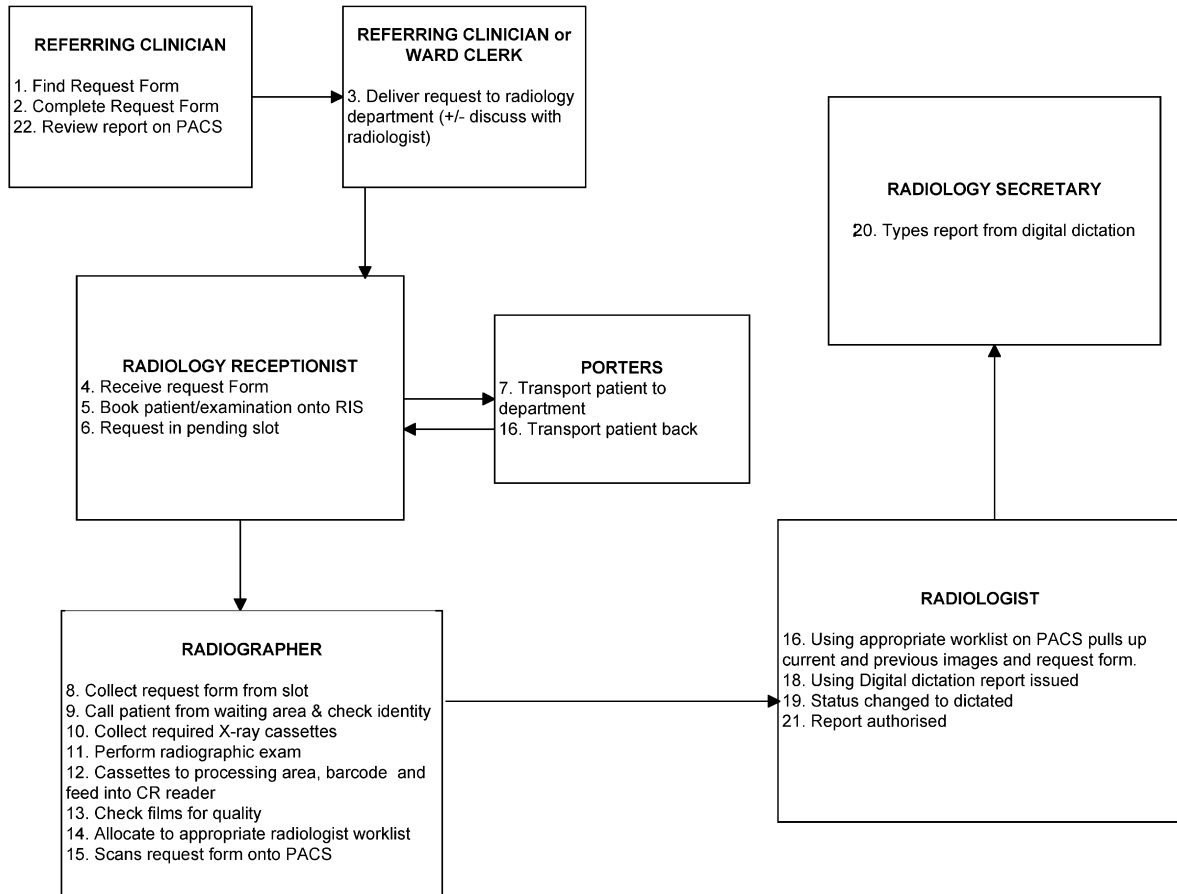 REFERRING CLINICIAN
1. Find Request Form
2. Complete Request Form
22. Review report on PACS
REFERRING CLINICIAN or
WARD CLERK
3. Deliver request to radiology
department (+/- discuss with
radiologist)
RADIOLOGY SECRETARY
20. Types report from digital dictation
RADIOLOGY RECEPTIONIST
4. Receive request Form
5. Book patient/examination onto RIS
6. Request in pending slot
PORTERS
7. Transport patient to
department
16. Transport patient back
RADIOGRAPHER
8. Collect request form from slot
9. Call patient from waiting area & check identity
10. Collect required X-ray cassettes
11. Perform radiographic exam
12. Cassettes to processing area, barcode and
feed into CR reader
13. Check films for quality
14. Allocate to appropriate radiologist worklist
15. Scans request form onto PACS
RADIOLOGIST
16. Using appropriate worklist on PACS pulls up
current and previous images and request form.
18. Using Digital dictation report issued
19. Status changed to dictated
21. Report authorised